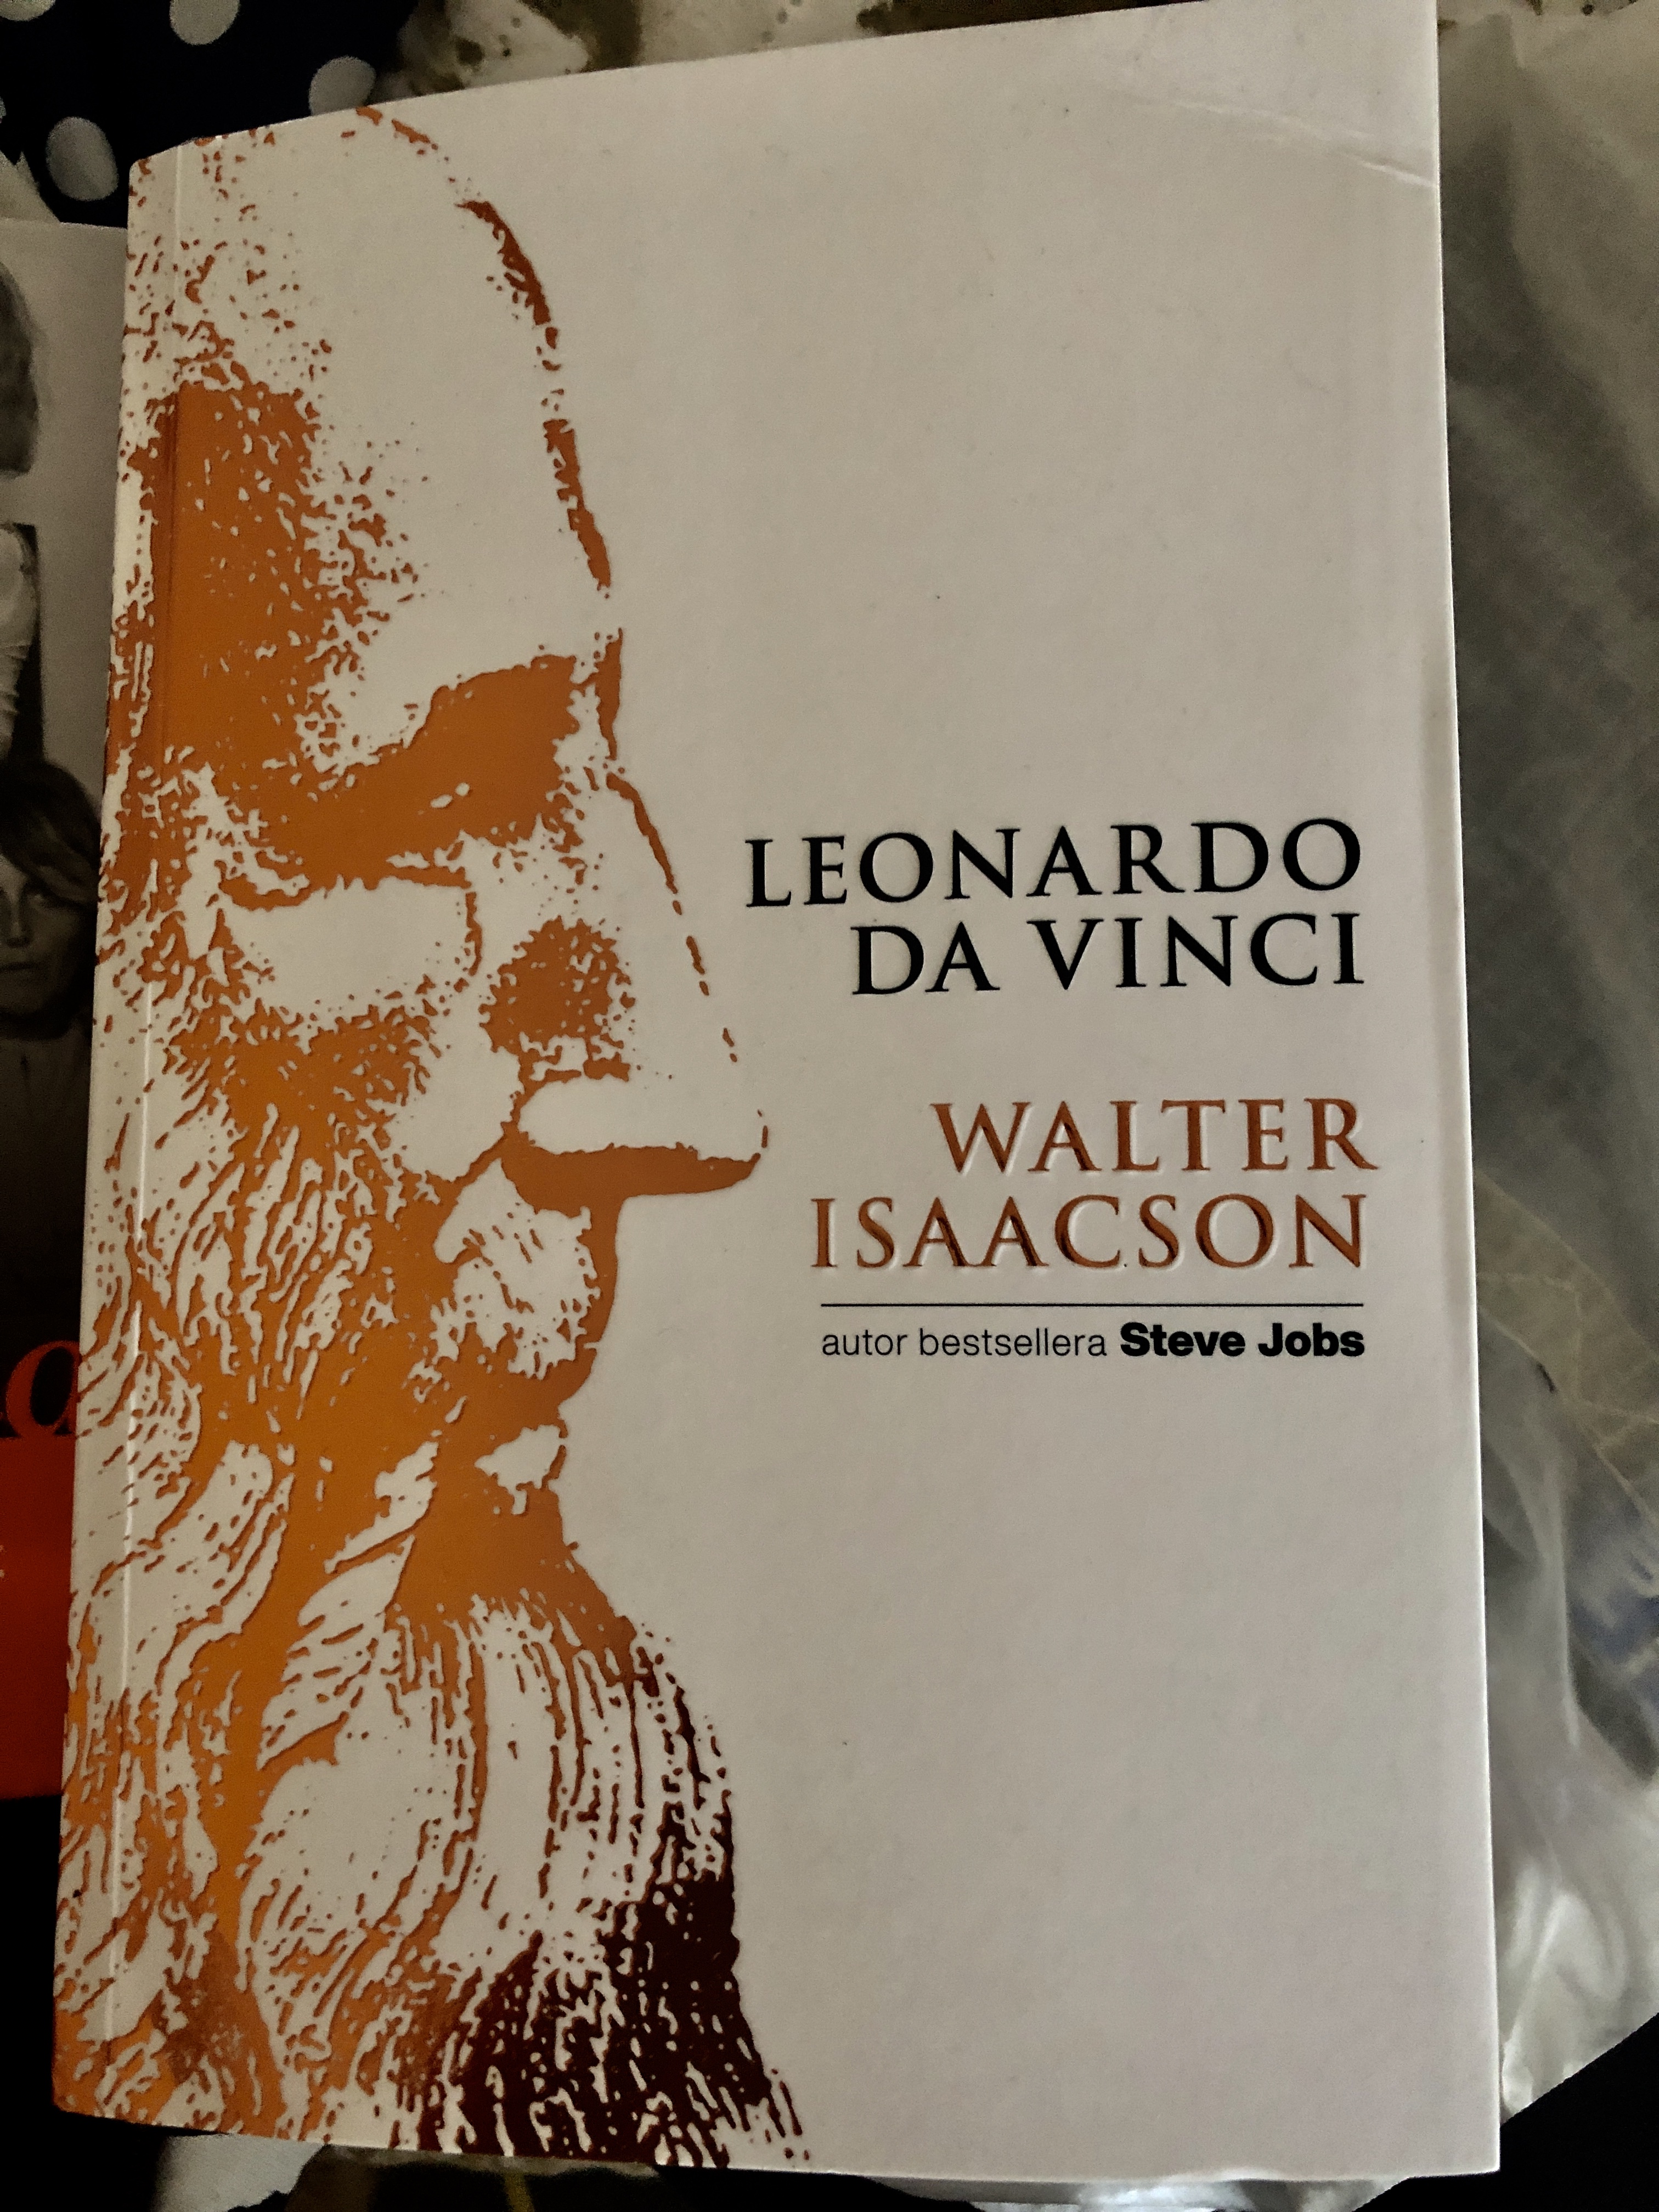 LEONARDO
DA VINCI
WALTER
ISAACSON
autor bestsellera Steve Jobs